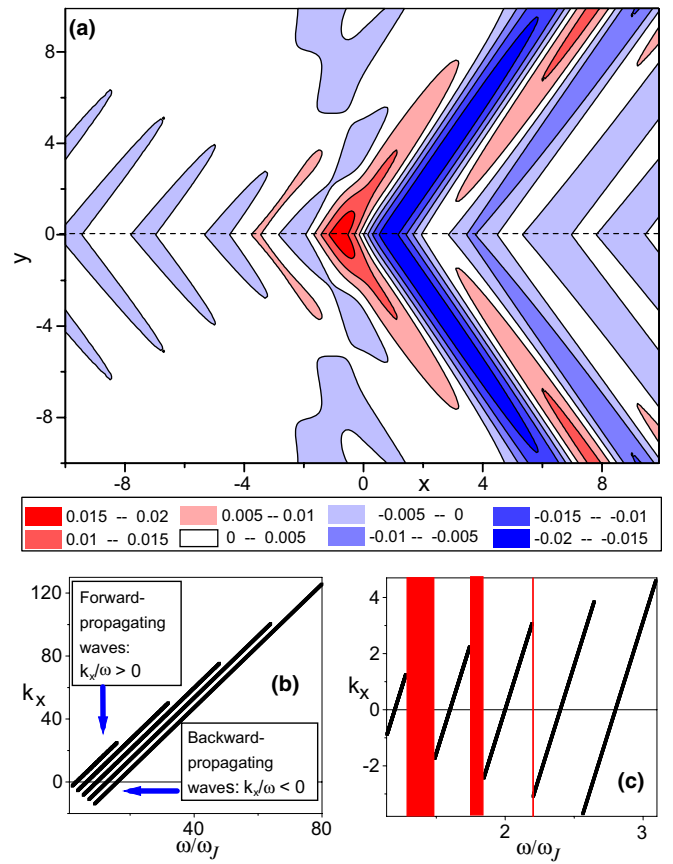 (a)
8
4
0
-4
-8
y
-8 -4 0 4 8
x
0.015 -- 0.02 0.005 -- 0.01 -0.005 -- 0 -0.015 -- -0.01
0.01 -- 0.015 0 -- 0.005 -0.01 -- -0.005 -0.02 -- -0.015
120
80
40
0
kx
Forward-
propagating
waves:
kx/ω > 0
(b)
Backward-
propagating
waves: kx/ω < 0
0 40 80
ω/ωJ
4
2
0
-2
kx
(c)
2 3
ω/ωJ